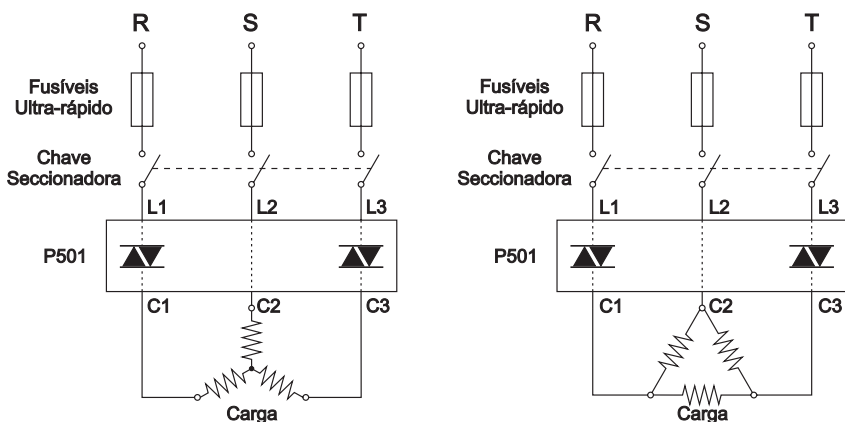 R S T
Fusíveis
Ultra-rápido
Chave
Seccionadora
L1 L2 L3
P501
C1 C2 C3
Carga
R S T
Fusíveis
Ultra-rápido
Chave
Seccionadora
L1 L2 L3
P501
C1 C2 C3
Carga